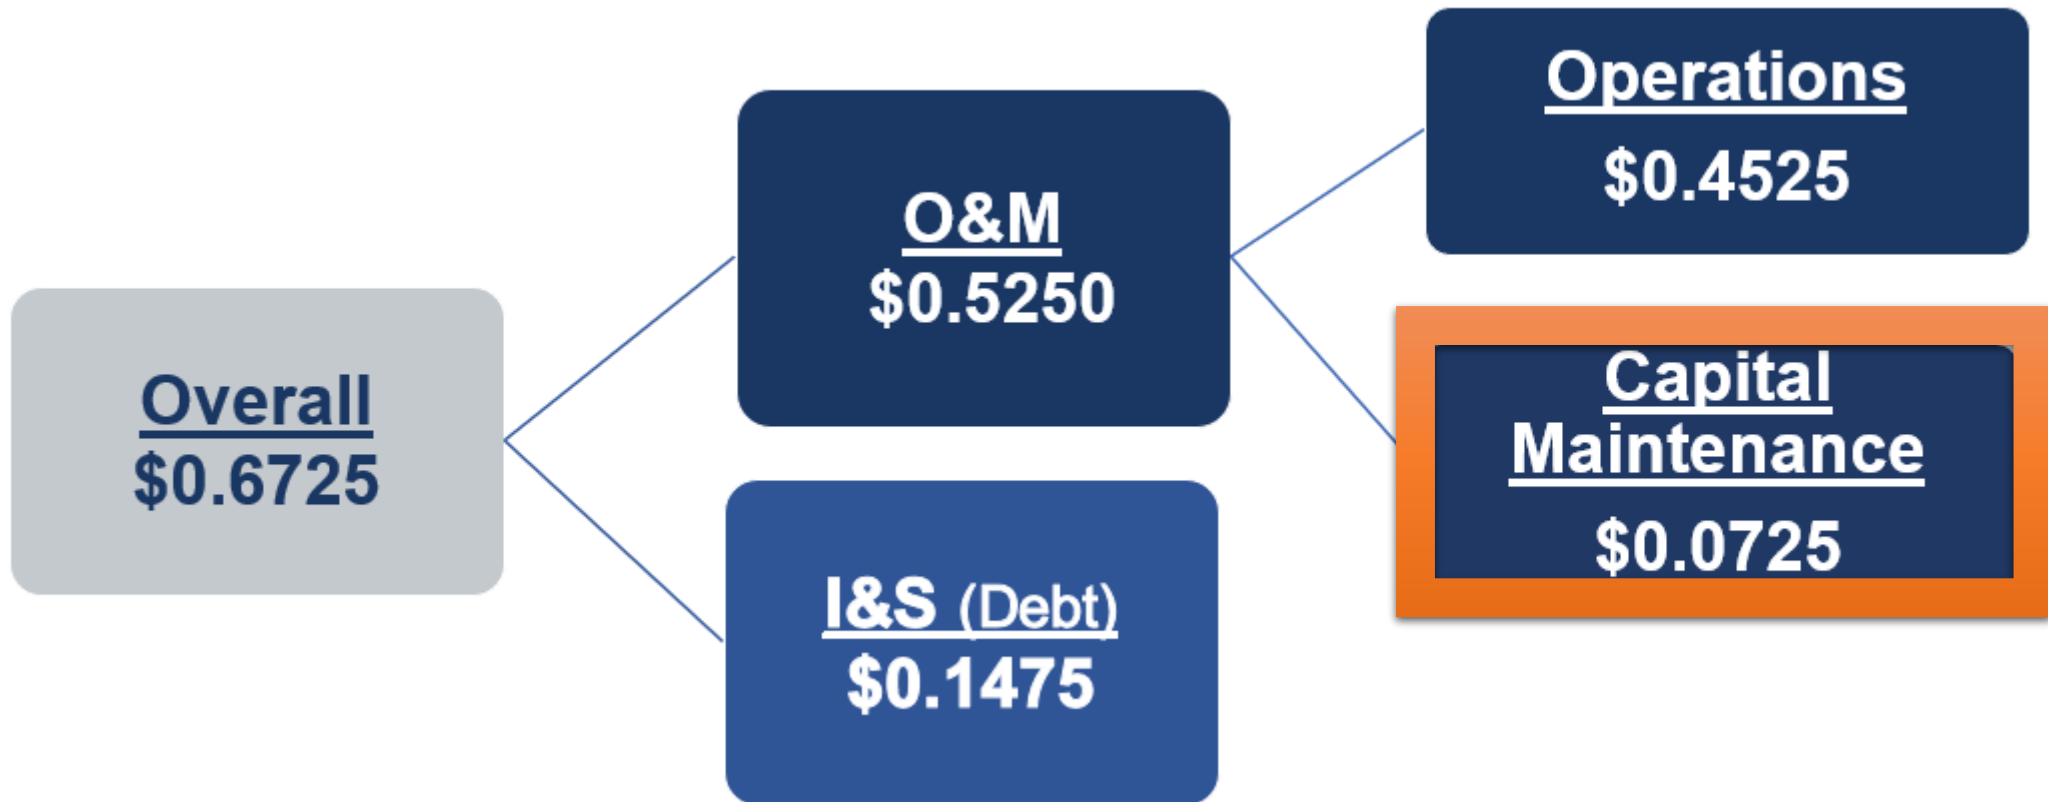 Overall
$0.6725
O&M
$0.5250
I&S (Debt)
$0.1475
Operations
$0.4525
Capital
Maintenance
$0.0725